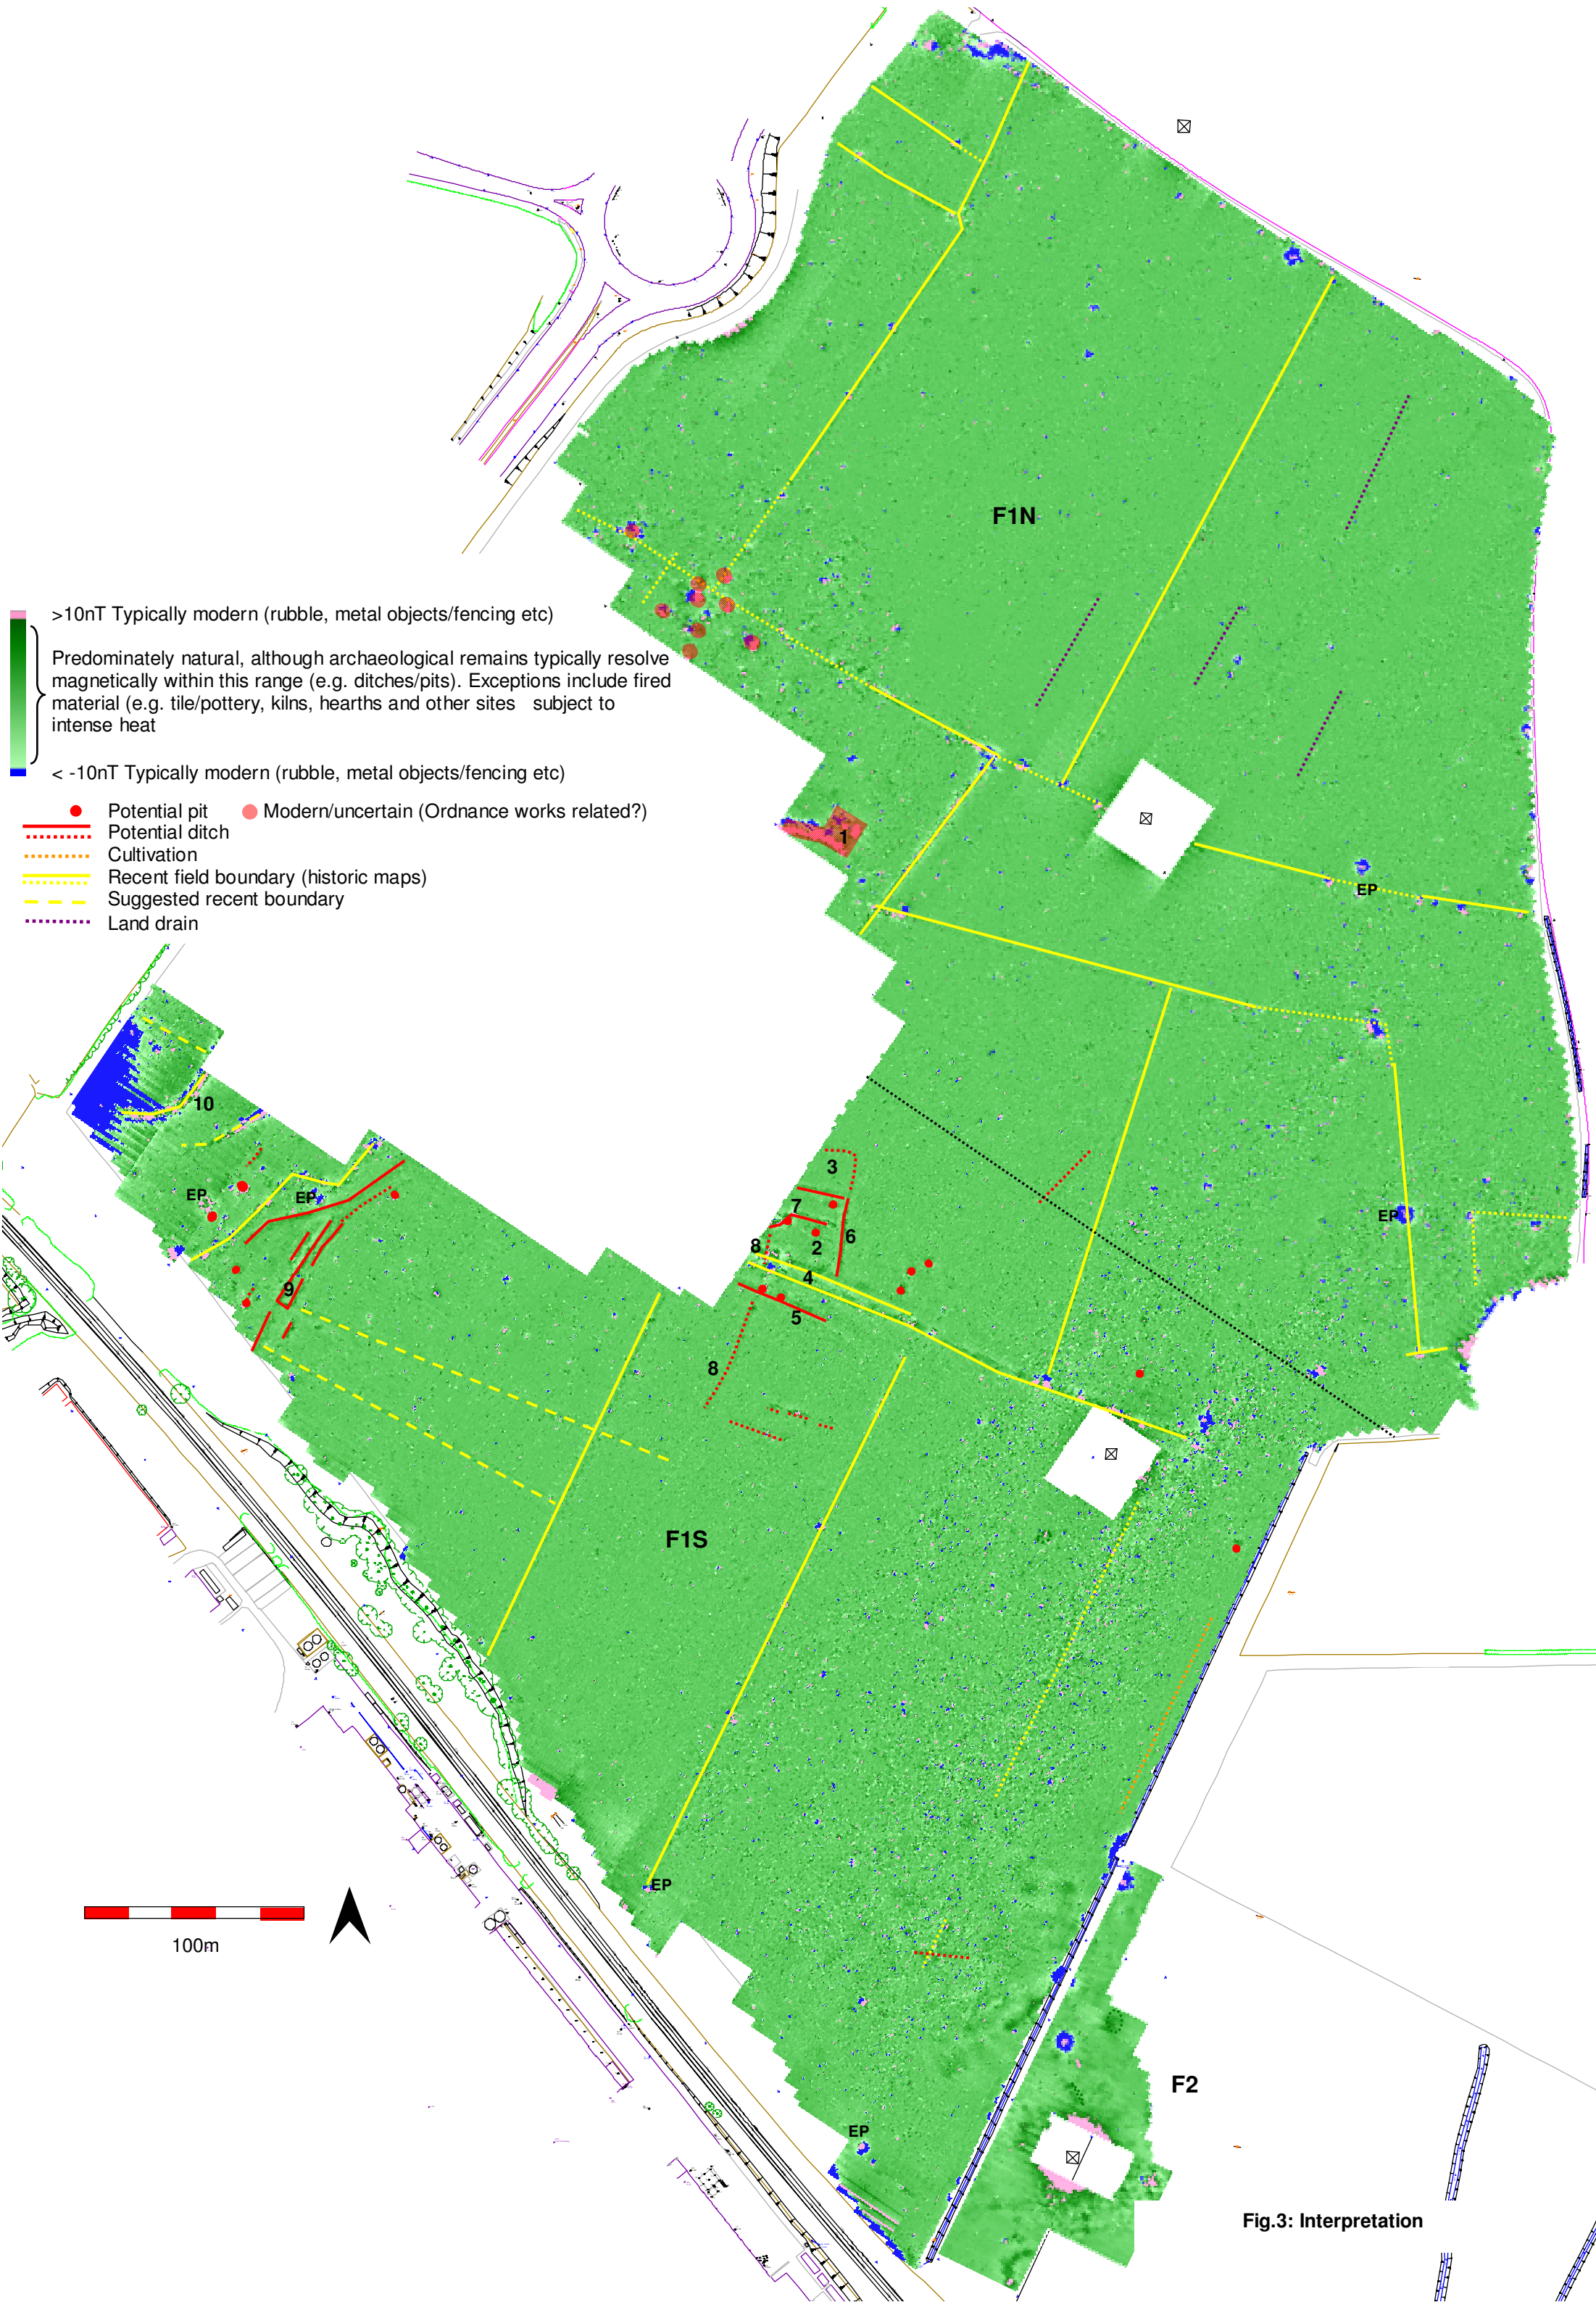 F1N
>10nT Typically modern (rubble, metal objects/fencing etc)
Predominately natural, although archaeological remains typically resolve
magnetically within this range (e.g. ditches/pits). Exceptions include fired
material (e.g. tile/pottery, kilns, hearths and other sites subject to
intense heat
< -10nT Typically modern (rubble, metal objects/fencing etc)
Potential pit
Modern/uncertain (Ordnance works related?)
Potential ditch
Cultivation
Recent field boundary (historic maps)
Suggested recent boundary
Land drain
1
EP
10
3
EP
EP
7
EP
6
8
2
4
9
5
8
F1S
EP
100m
F2
EP
Fig.3: Interpretation